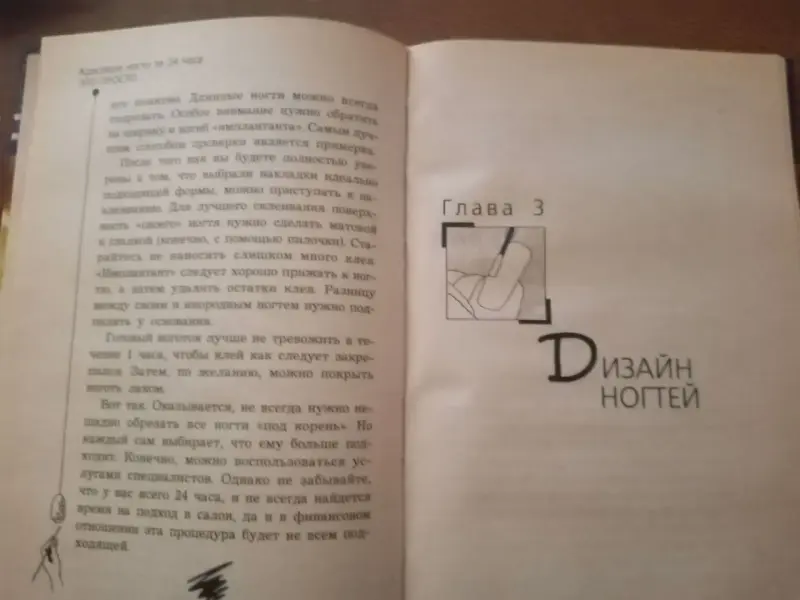 Красивые ногти за 24 часа
ЭТО ПРОСТО
Длинные ногти можно всегда
подрезать. Особое внимание нужно обратить
на ширину и изгиб «имплантанта». Самым луч-
шим способом проверки является примерка.
После того как вы будете полностью уве-
рены в том, что выбрали накладки идеально
подходящей формы, можно приступать к на-
клеиванию. Для лучшего склеивания поверх-
ность «своего» ногтя нужно сделать матовой
и гладкой (конечно, с помощью пилочки). Ста-
райтесь не наносить слишком много клея.
«Имплантант» следует хорошо прижать к ног-
тю, а затем удалить остатки клея. Разницу
между своим и инородным ногтем нужно под-
пилить у основания.
Готовый ноготок лучше не тревожить в те-
чение 1 часа, чтобы клей как следует закре-
пился. Затем, по желанию, можно покрыть
ноготь лаком.
Вот так. Оказывается, не всегда нужно не-
щадно обрезать все ногти «под корень». Но
каждый сам выбирает, что ему больше под-
ходит. Конечно, можно воспользоваться ус-
лугами специалистов. Однако не забывайте,
что у вас всего 24 часа, и не всегда найдется
время на подход в салон, да и в финансовом
отношении эта процедура будет не всем под-
ходящей.
Глава 3
ДИЗАЙН
НОГТЕЙ